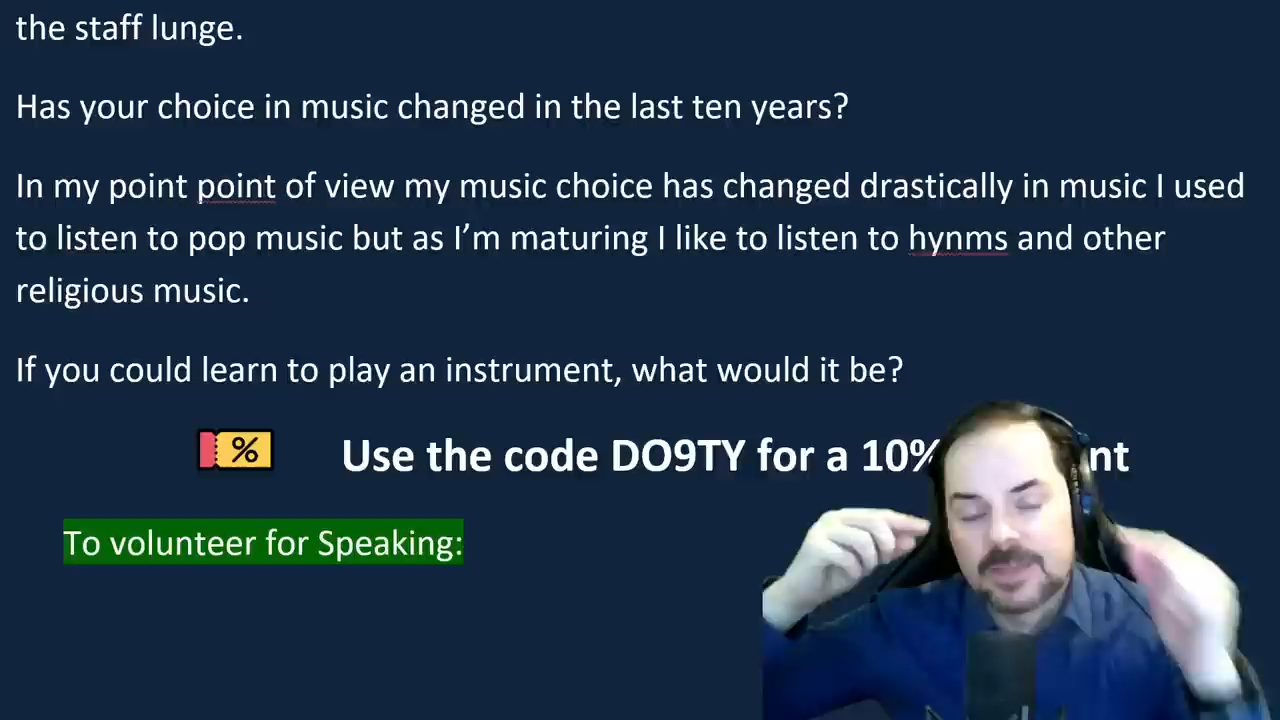 the staff lunge.
Has your choice in music changed in the last ten years?
In my point point of view my music choice has changed drastically in music I used
to listen to pop music but as I’m maturing I like to listen to hynms and other
religious music.
If you could learn to play an instrument, what would it be?
% Use the code DO9TY for a 10% nt
To volunteer for Speaking: